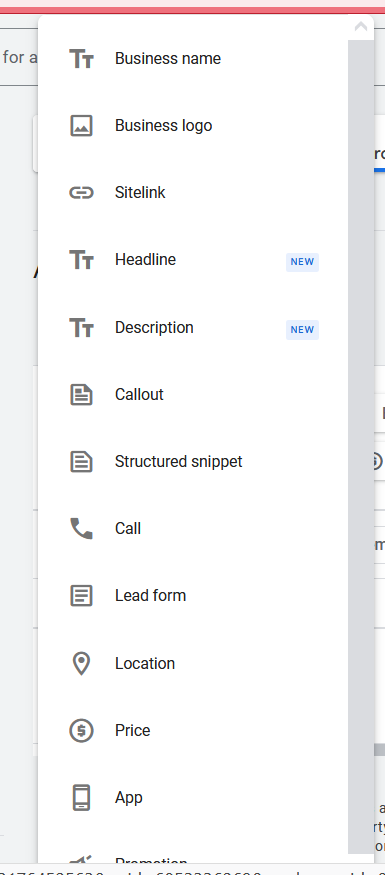 for a
Business name
Business logo
Sitelink
Headline
NEW
Description
NEW
Callout
Structured snippet
Call
Lead form
Location
Price
App
Promotion